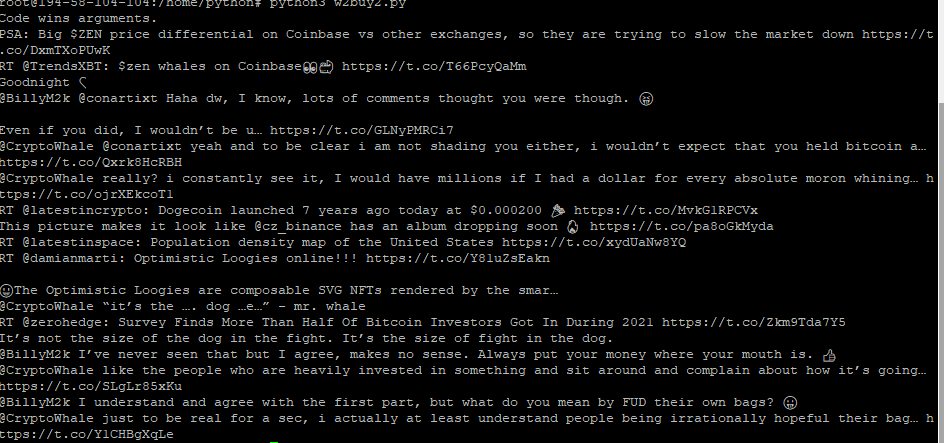 root@194-58-104-104:/home/python# python3 w2buy2.py
Code wins arguments.
PSA: Big $ZEN price differential on Coinbase vs other exchanges, so they are trying to slow the market down https://t
.co/DxmTXoPUwK
RT @TrendsXBT: $zen whales on Coinbase👀 https://t.co/T66PcyQaMm
Goodnight
@BillyM2k @conartixt Haha dw, I know, lots of comments thought you were though. 😝
Even if you did, I wouldn’t be u… https://t.co/GLNyPMRCi7
@CryptoWhale @conartixt yeah and to be clear i am not shading you either, i wouldn’t expect that you held bitcoin a…
https://t.co/Qxrk8HcRBH
@CryptoWhale really? i constantly see it, I would have millions if I had a dollar for every absolute moron whining… h
ttps://t.co/ojrXEkcoTl
RT @latestincrypto: Dogecoin launched 7 years ago today at $0.000200 🎉 https://t.co/MvkG1RPCVx
This picture makes it look like @cz_binance has an album dropping soon 🔥 https://t.co/pa8oGkMyda
RT @latestinspace: Population density map of the United States https://t.co/xydUaNw8YQ
RT @damianmarti: Optimistic Loogies online!!! https://t.co/Y81uZsEakn
😀The Optimistic Loogies are composable SVG NFTs rendered by the smar…
@CryptoWhale “it’s the …. dog …e…” – mr. whale
RT @zerohedge: Survey Finds More Than Half Of Bitcoin Investors Got In During 2021 https://t.co/Zkm9Tda7Y5
It’s not the size of the dog in the fight. It’s the size of fight in the dog.
@BillyM2k I’ve never seen that but I agree, makes no sense. Always put your money where your mouth is. 👍
@CryptoWhale like the people who are heavily invested in something and sit around and complain about how it’s going…
https://t.co/SLgLr85xKu
@BillyM2k I understand and agree with the first part, but what do you mean by FUD their own bags? 😛
@CryptoWhale just to be real for a sec, i actually at least understand people being irrationally hopeful their bag… h
ttps://t.co/Y1CHBgXqLe